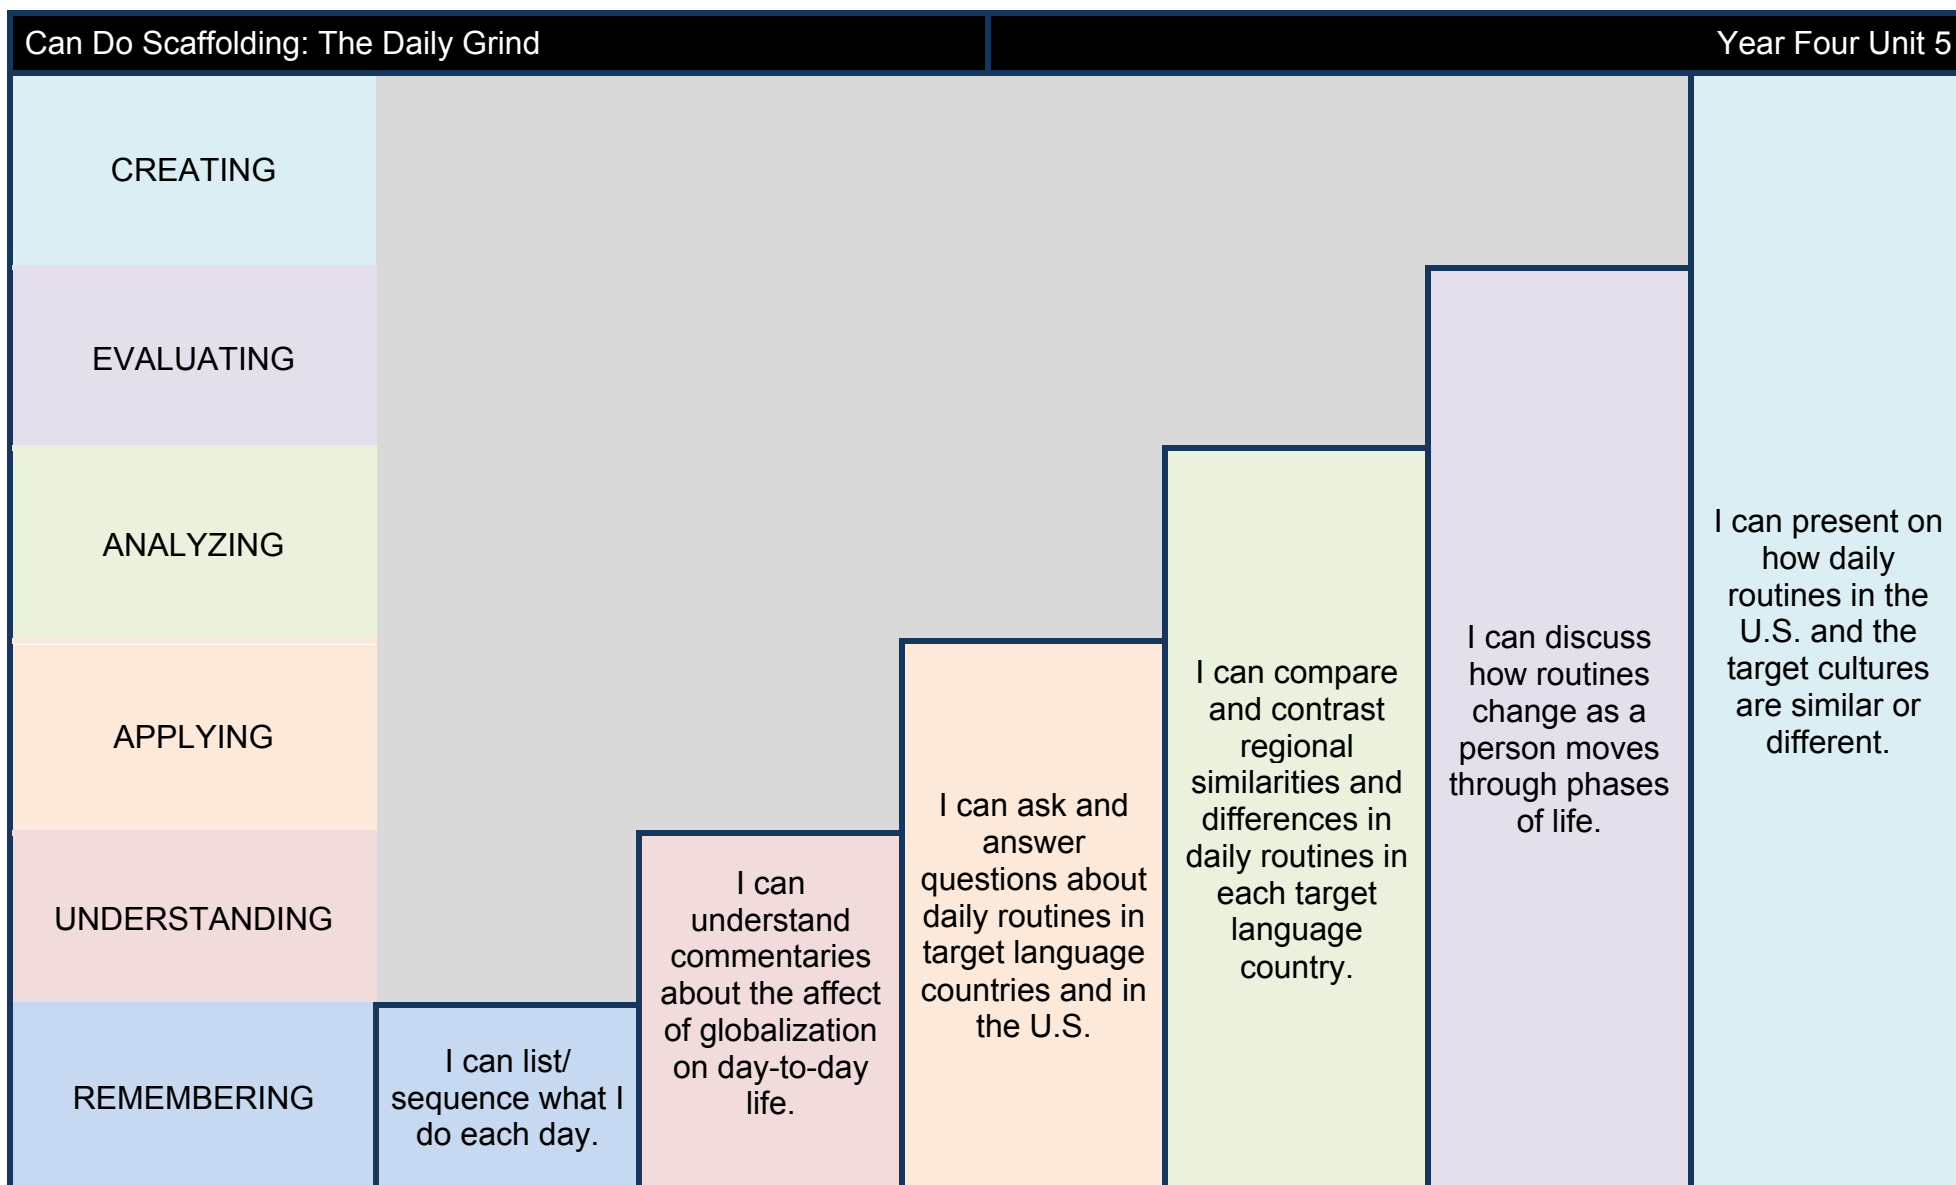 Can Do Scaffolding: The Daily Grind
Year Four Unit 5
CREATING
EVALUATING
ANALYZING
APPLYING
UNDERSTANDING
REMEMBERING
I can list/
sequence what I
do each day.
I can
understand
commentaries
about the affect
of globalization
on day-to-day
life.
I can ask and
answer
questions about
daily routines in
target language
countries and in
the U.S.
I can compare
and contrast
regional
similarities and
differences in
daily routines in
each target
language
country.
I can discuss
how routines
change as a
person moves
through phases
of life.
I can present on
how daily
routines in the
U.S. and the
target cultures
are similar or
different.